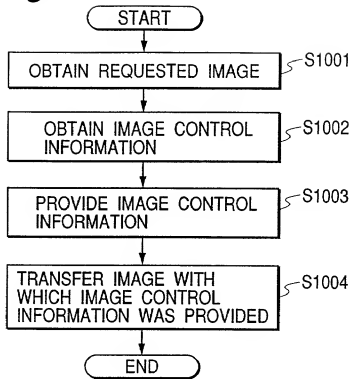 START
OBTAIN REQUESTED IMAGE
S1001
OBTAIN IMAGE CONTROL
INFORMATION
S1002
PROVIDE IMAGE CONTROL
INFORMATION
S1003
TRANSFER IMAGE WITH
WHICH IMAGE CONTROL
INFORMATION WAS PROVIDED
S1004
END